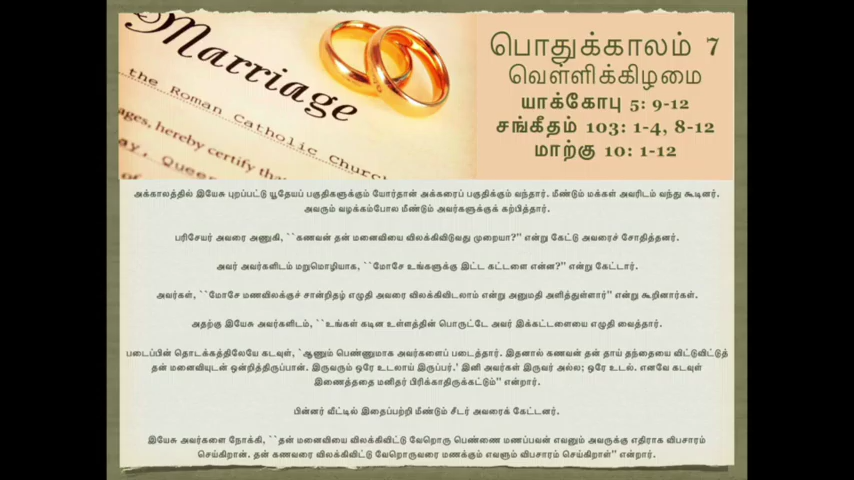 Marriage
the Roman Catholic Church
ages, hereby certify tha
ay, Quee
of
பொதுக்காலம் 7
வெள்ளிக்கிழமை
யாக்கோபு 5: 9-12
சங்கீதம் 103: 1-4, 8-12
மாற்கு 10: 1-12
அக்காலத்தில் இயேசு புறப்பட்டு யூதேயப் பகுதிகளுக்கும் யோர்தான் அக்கரைப் பகுதிக்கும் வந்தார். மீண்டும் மக்கள் அவரிடம் வந்து கூடினர்.
அவரும் வழக்கம்போல மீண்டும் அவர்களுக்குக் கற்பித்தார்.
பரிசேயர் அவரை அணுகி, ``கணவன் தன் மனைவியை விலக்கிவிடுவது முறையா?'' என்று கேட்டு அவரைச் சோதித்தனர்.
அவர் அவர்களிடம் மறுமொழியாக, ``மோசே உங்களுக்கு இட்ட கட்டளை என்ன?'' என்று கேட்டார்.
அவர்கள், ``மோசே மணவிலக்குச் சான்றிதழ் எழுதி அவரை விலக்கிவிடலாம் என்று அனுமதி அளித்துள்ளார்'' என்று கூறினார்கள்.
அதற்கு இயேசு அவர்களிடம், ``உங்கள் கடின உள்ளத்தின் பொருட்டே அவர் இக்கட்டளையை எழுதி வைத்தார்.
படைப்பின் தொடக்கத்திலேயே கடவுள், `ஆணும் பெண்ணுமாக அவர்களைப் படைத்தார். இதனால் கணவன் தன் தாய் தந்தையை விட்டுவிட்டுத்
தன் மனைவியுடன் ஒன்றித்திருப்பான். இருவரும் ஒரே உடலாய் இருப்பர்.' இனி அவர்கள் இருவர் அல்ல; ஒரே உடல். எனவே கடவுள்
இணைத்ததை மனிதர் பிரிக்காதிருக்கட்டும்'' என்றார்.
பின்னர் வீட்டில் இதைப்பற்றி மீண்டும் சீடர் அவரைக் கேட்டனர்.
இயேசு அவர்களை நோக்கி, ``தன் மனைவியை விலக்கிவிட்டு வேறொரு பெண்ணை மணப்பவன் எவனும் அவருக்கு எதிராக விபசாரம்
செய்கிறான். தன் கணவரை விலக்கிவிட்டு வேறொருவரை மணக்கும் எவளும் விபசாரம் செய்கிறாள்'' என்றார்.